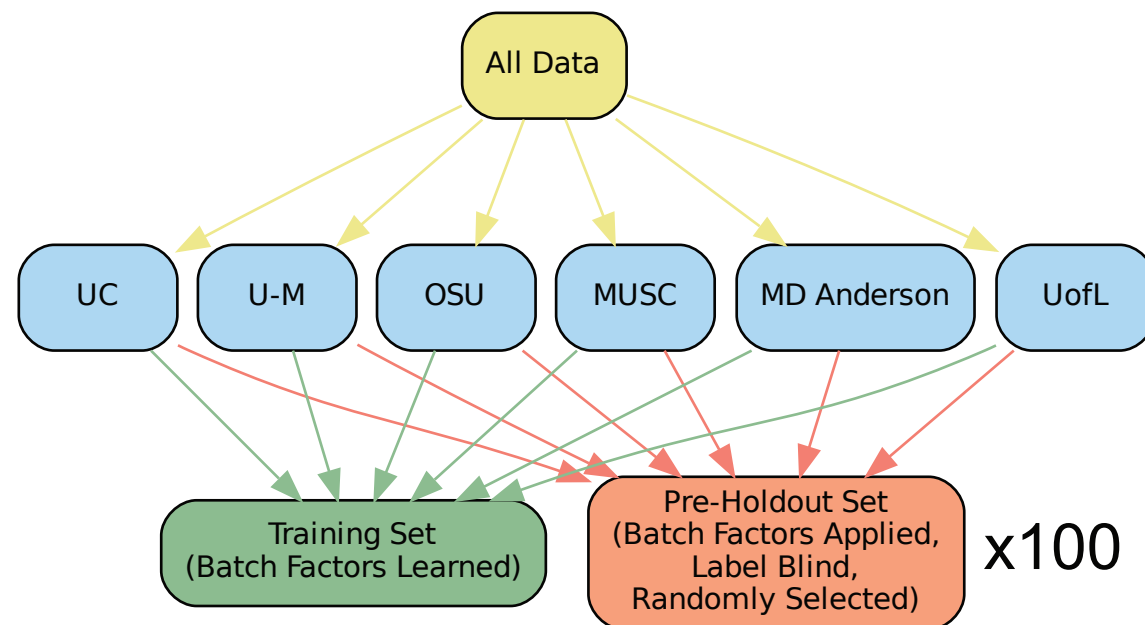 All Data
UC
U-M
OSU
MUSC
MD Anderson
UofL
Training Set
(Batch Factors Learned)
Pre-Holdout Set
(Batch Factors Applied,
Label Blind,
Randomly Selected)
x100